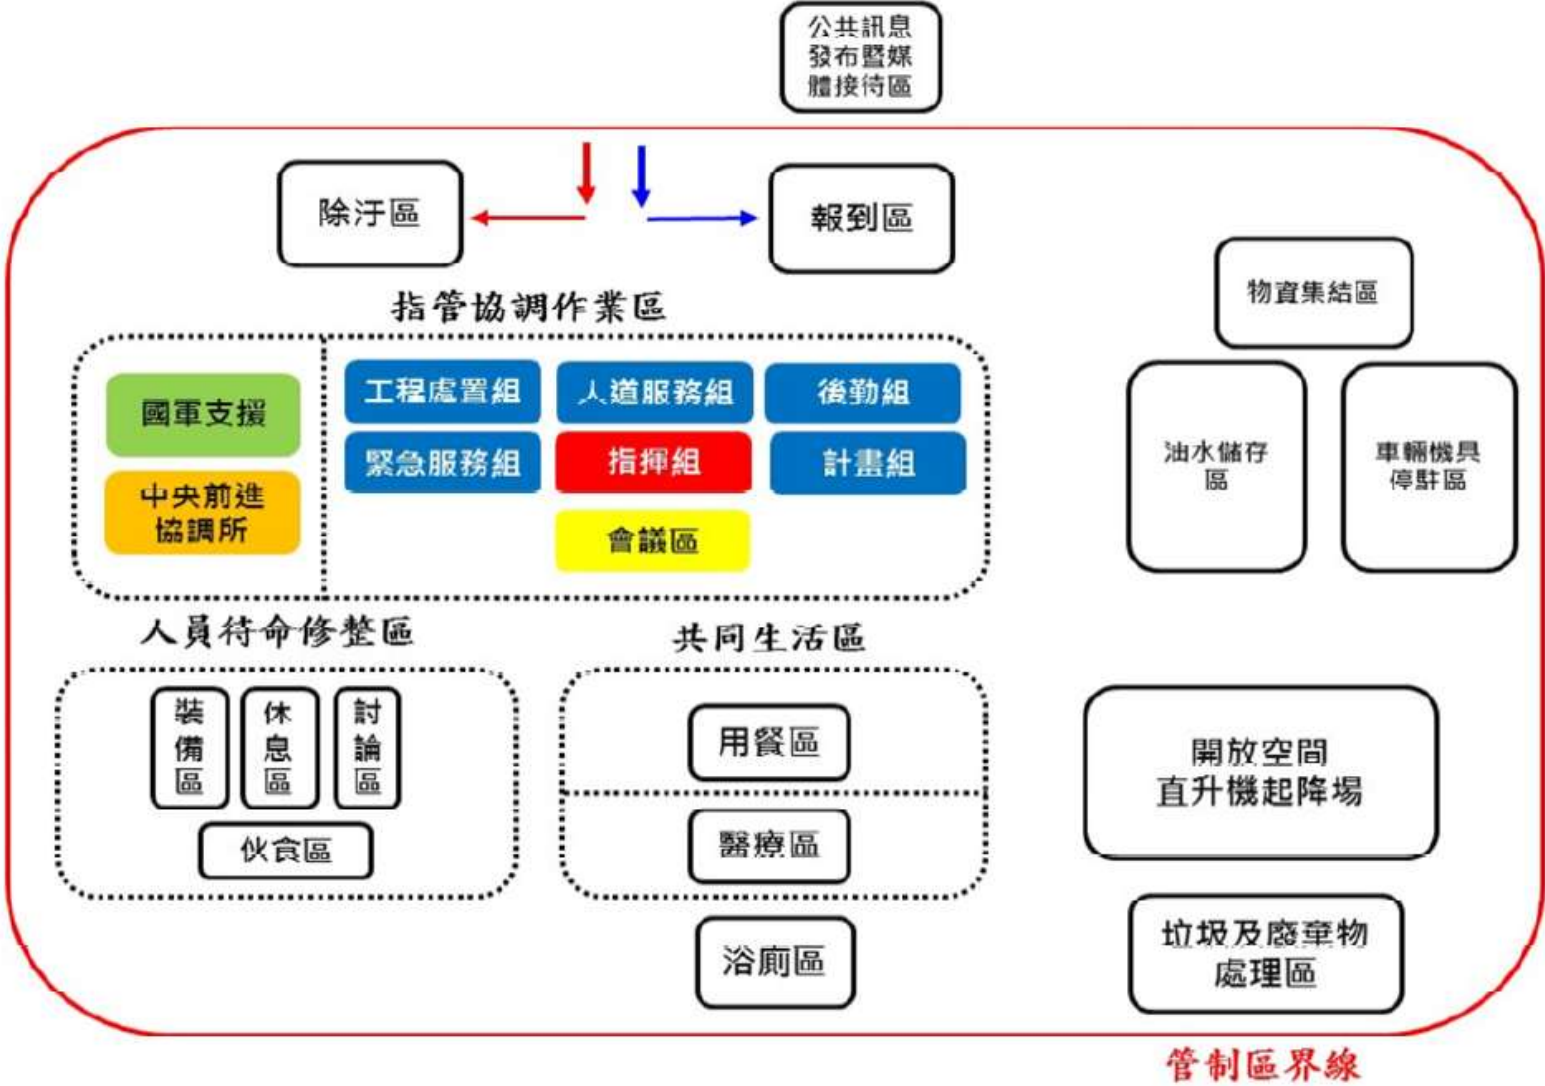 公共訊息
發布暨媒
體接待區
除汙區
報到區
物資集結區
指管協調作業區
國軍支援
中央前進
協調所
工程處置組
人道服務組
後勤組
緊急服務組
指揮組
計畫組
會議區
油水儲存
區
車輛機具
停駐區
人員待命修整區
裝備區
休息區
討論區
伙食區
共同生活區
用餐區
醫療區
浴廁區
開放空間
直升機起降場
垃圾及廢棄物
處理區
管制區界線